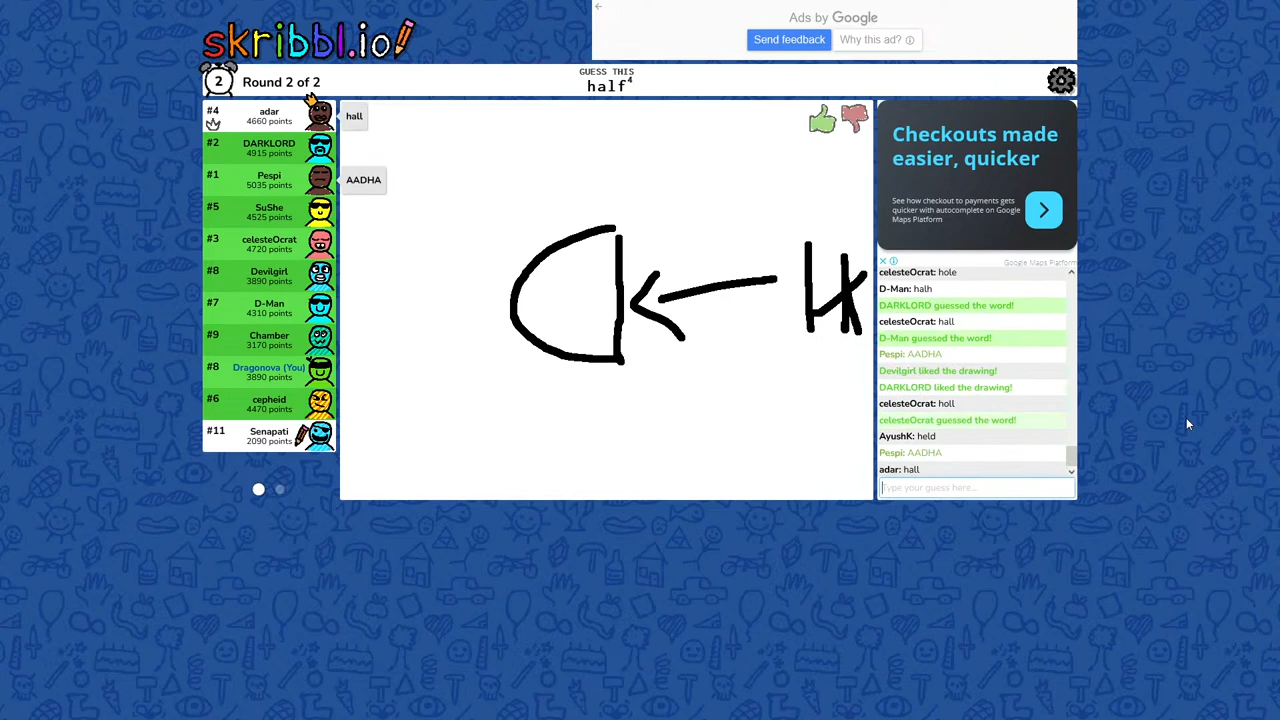 skribbl.io
Ads by Google
Send feedback
Why this ad?
2
Round 2 of 2
GUESS THIS
half 4
#4 adar
4660 points
#2 DARKLORD
4915 points
#1 Pespi
5035 points
#5 SuShe
4525 points
#3 celesteOcrat
4720 points
#8 Devilgirl
3890 points
#7 D-Man
4310 points
#9 Chamber
3170 points
#8 Dragonova (You)
3890 points
#6 cepheid
4470 points
#11 Senapati
2090 points
hall
AADHA
Checkouts made
easier, quicker
See how checkout to payments gets
quicker with autocomplete on Google
Maps Platform
Google Maps Platform
celesteOcrat: hole
D-Man: halh
DARKLORD guessed the word!
celesteOcrat: hall
D-Man guessed the word!
Pespi: AADHA
Devilgirl liked the drawing!
DARKLORD liked the drawing!
celesteOcrat: holl
celesteOcrat guessed the word!
AyushK: held
Pespi: AADHA
adar: hall
Type your guess here...